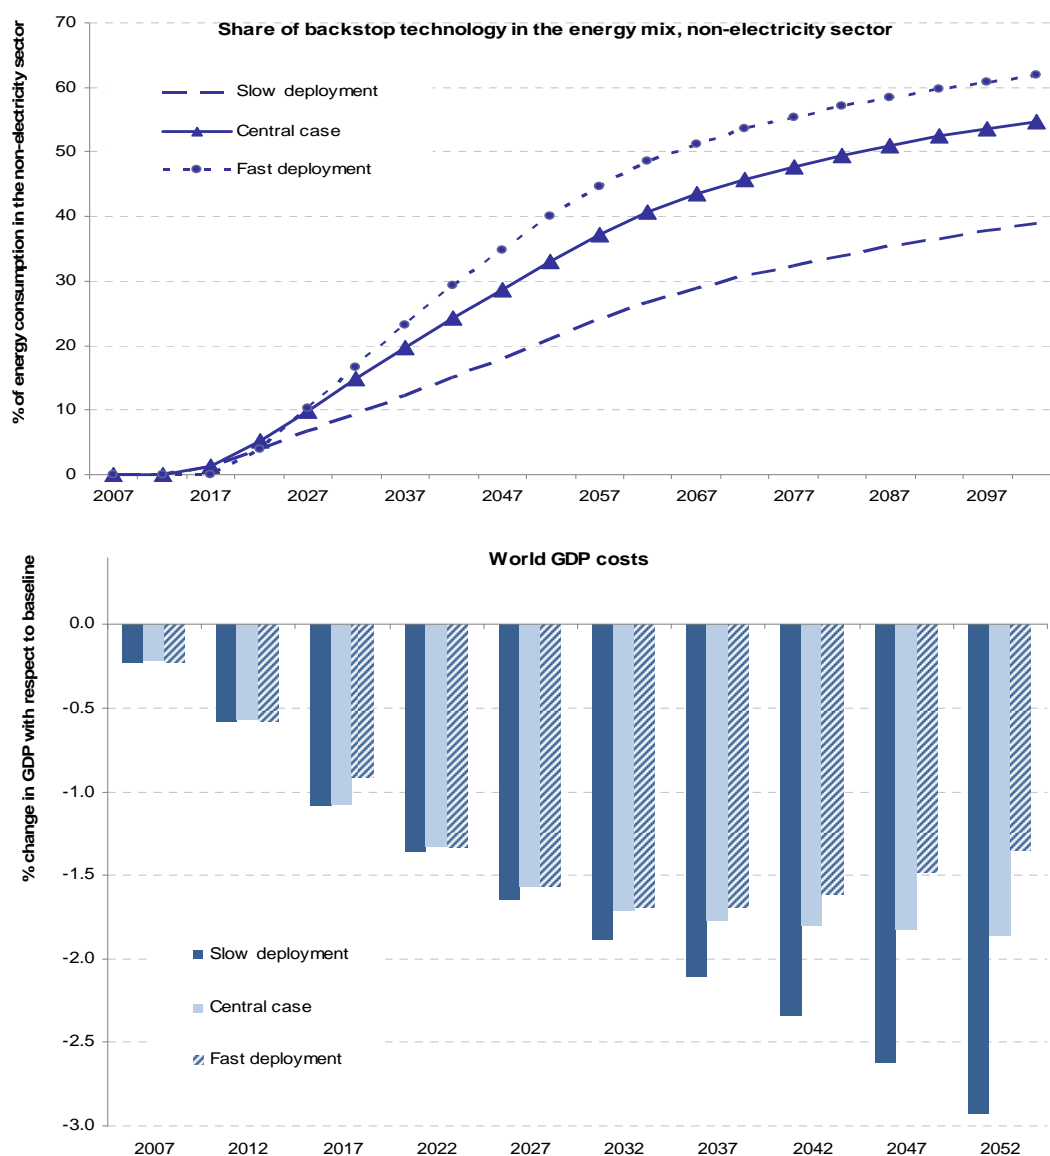 Share of backstop technology in the energy mix, non-electricity sector
% of energy consumption in the non-electricity sector
70
60
50
40
30
20
10
0
Slow deployment
Central case
Fast deployment
2007 2017 2027 2037 2047 2057 2067 2077 2087 2097
World GDP costs
% change in GDP with respect to baseline
0.0
-0.5
-1.0
-1.5
-2.0
-2.5
-3.0
Slow deployment
Central case
Fast deployment
2007 2012 2017 2022 2027 2032 2037 2042 2047 2052